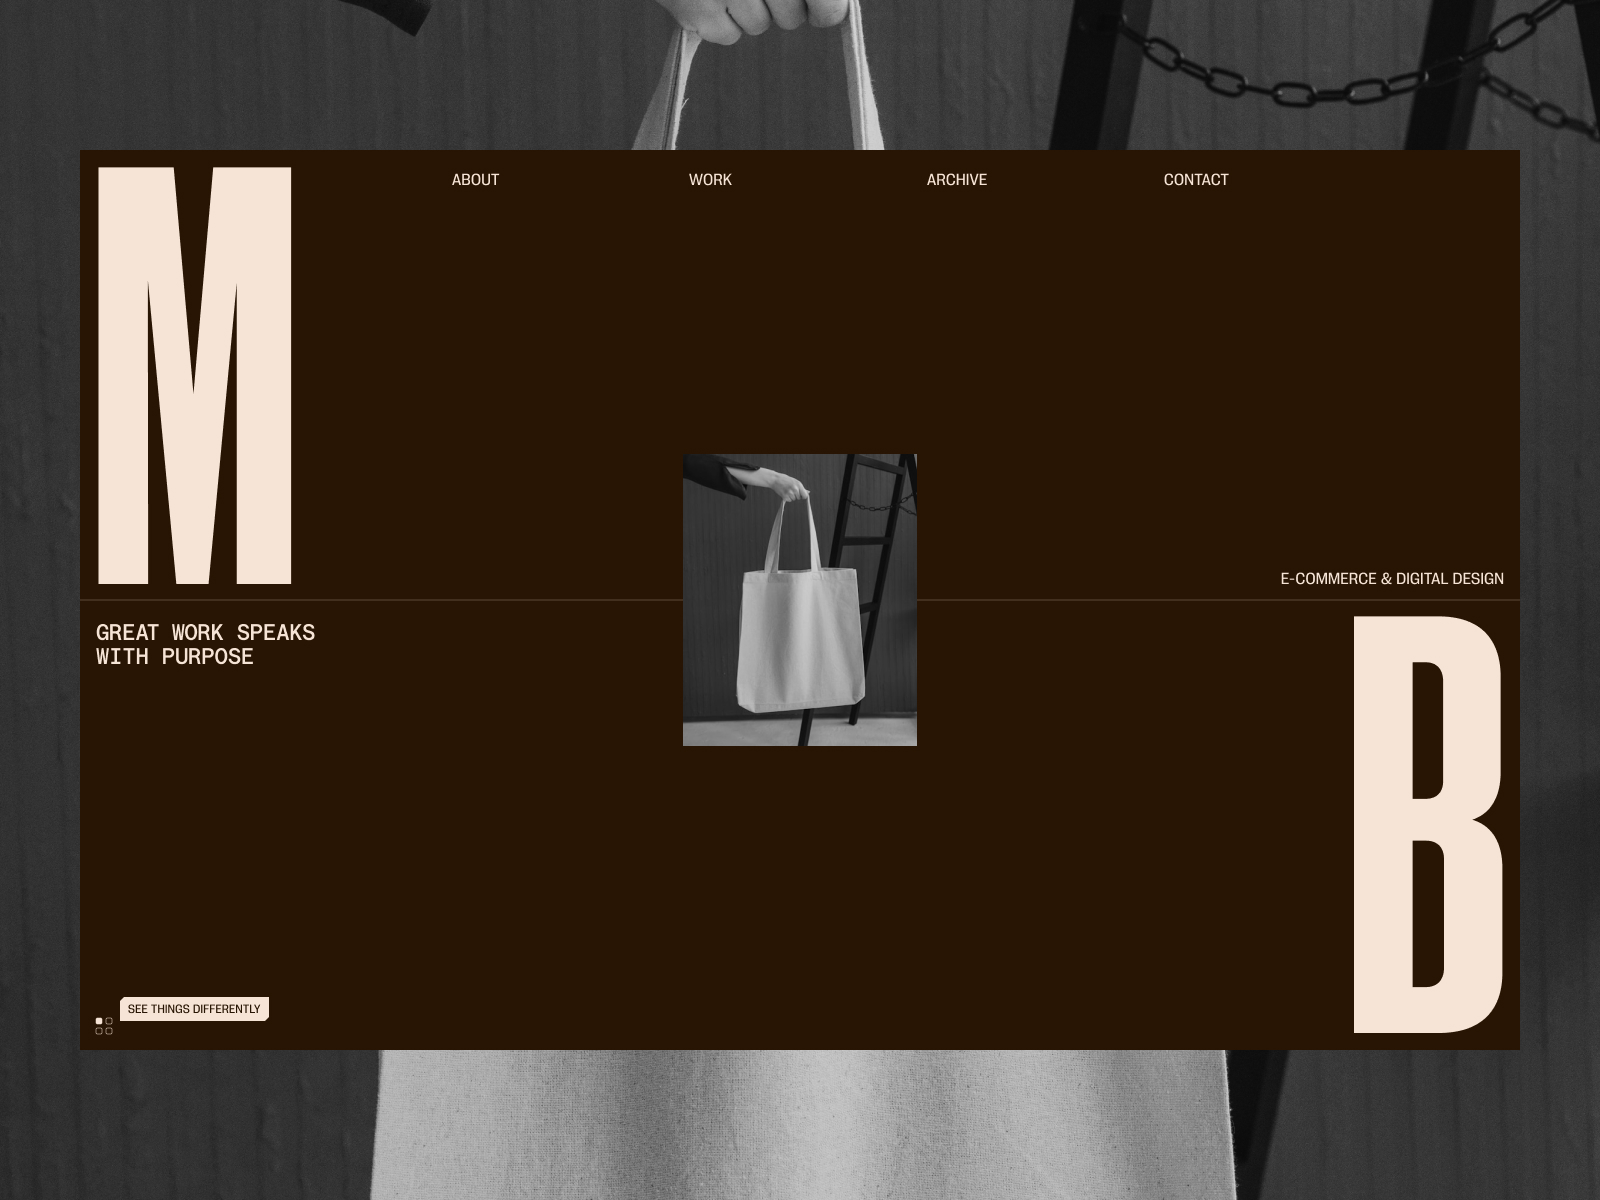 M
ABOUT
WORK
ARCHIVE
CONTACT
E-COMMERCE & DIGITAL DESIGN
GREAT WORK SPEAKS
WITH PURPOSE
B
SEE THINGS DIFFERENTLY